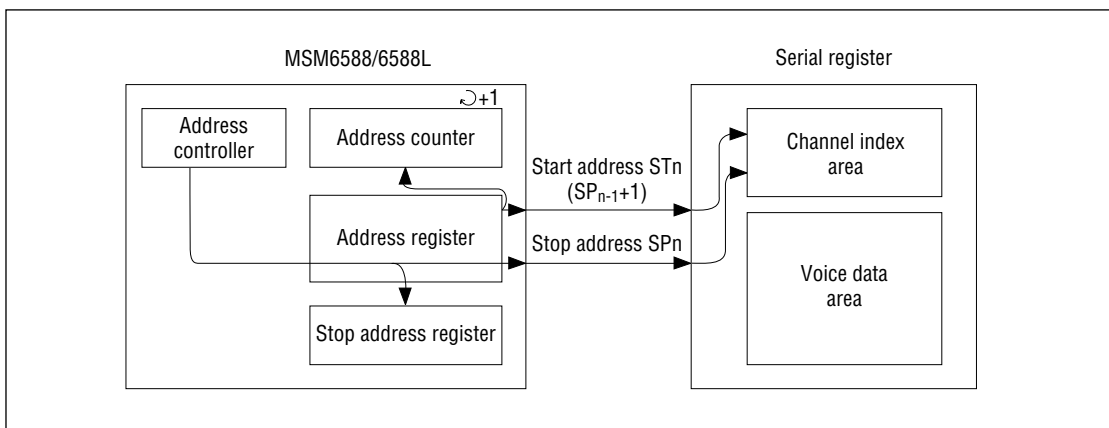 MSM6588/6588L
Serial register
+1
Address
controller
Address counter
Channel index
area
Start address STn
(SPn-1+1)
Address register
Stop address SPn
Voice data
area
Stop address register